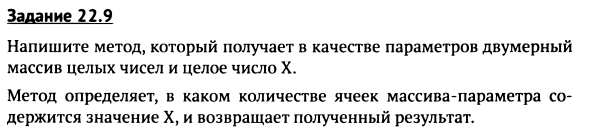 Задание 22.9
Напишите метод, который получает в качестве параметров двумерный
массив целых чисел и целое число X.
Метод определяет, в каком количестве ячеек массива-параметра со-
держится значение X, и возвращает полученный результат.